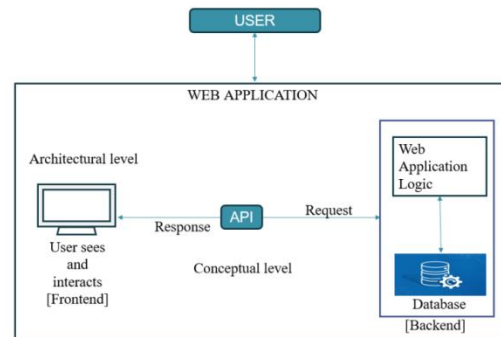 USER
WEB APPLICATION
Architectural level
Web
Application
Logic
API
Response
Request
User sees
and
interacts
[Frontend]
Conceptual level
Database
[Backend]